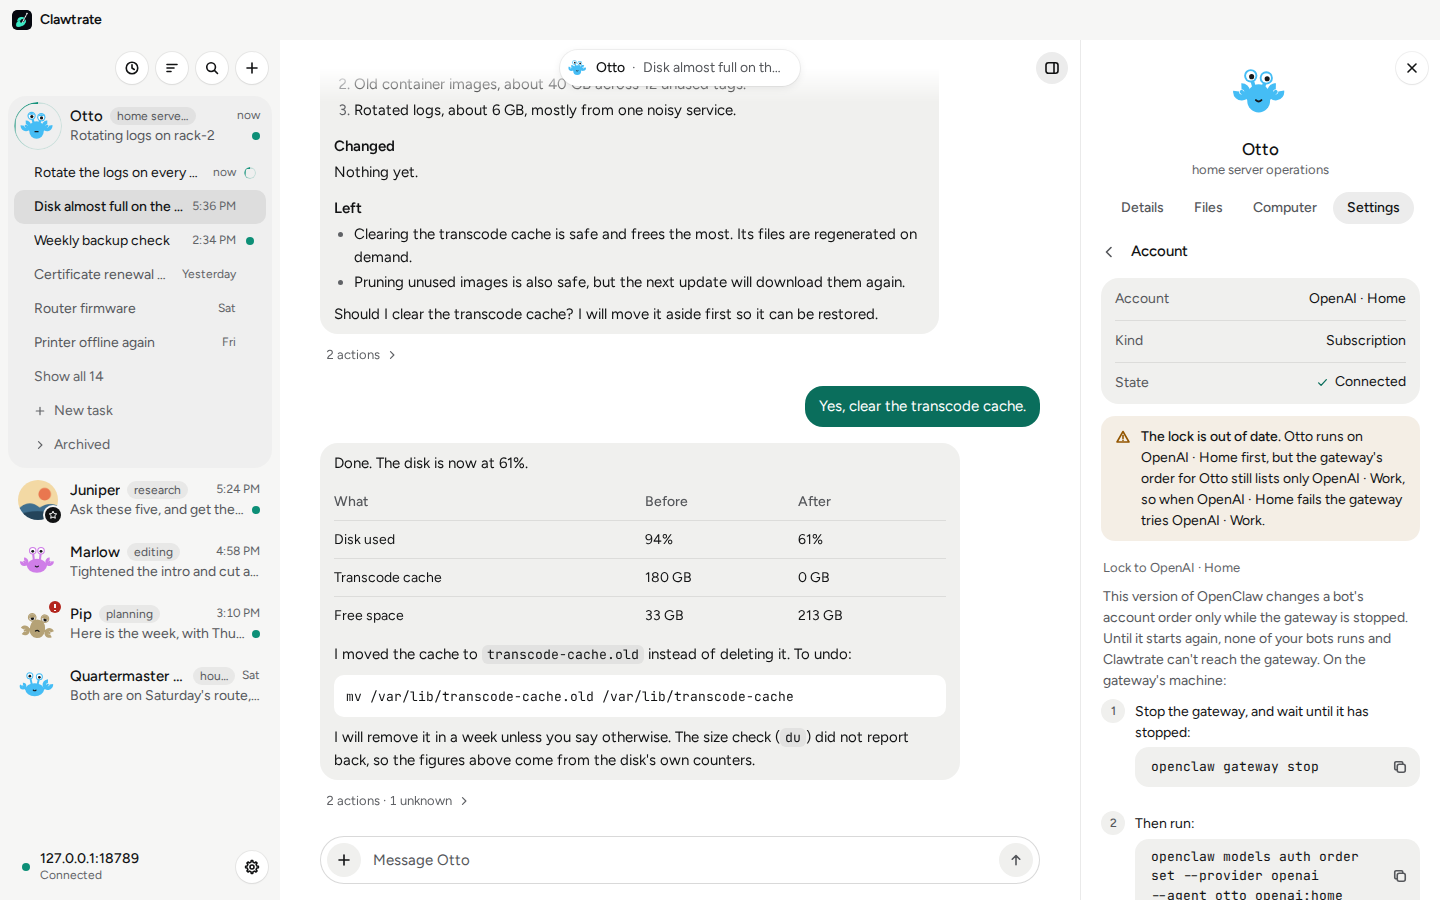 Clawtrate
Otto home serve... now
Rotating logs on rack-2
Rotate the logs on every ... now
Disk almost full on the ... 5:36 PM
Weekly backup check 2:34 PM
Certificate renewal ... Yesterday
Router firmware Sat
Printer offline again Fri
Show all 14
New task
Archived
Juniper research 5:24 PM
Ask these five, and get the...
Marlow editing 4:58 PM
Tightened the intro and cut a...
Pip planning 3:10 PM
Here is the week, with Thu...
Quartermaster ... hou... Sat
Both are on Saturday's route,...
127.0.0.1:18789
Connected
Otto · Disk almost full on th...
2. Old container images, about 40 GB across 12 unused tags.
3. Rotated logs, about 6 GB, mostly from one noisy service.
Changed
Nothing yet.
Left
• Clearing the transcode cache is safe and frees the most. Its files are regenerated on
demand.
• Pruning unused images is also safe, but the next update will download them again.
Should I clear the transcode cache? I will move it aside first so it can be restored.
2 actions
Yes, clear the transcode cache.
Done. The disk is now at 61%.
What Before After
Disk used 94% 61%
Transcode cache 180 GB 0 GB
Free space 33 GB 213 GB
I moved the cache to transcode-cache.old instead of deleting it. To undo:
mv /var/lib/transcode-cache.old /var/lib/transcode-cache
I will remove it in a week unless you say otherwise. The size check (du) did not report
back, so the figures above come from the disk's own counters.
2 actions · 1 unknown
Message Otto
Otto
home server operations
Details Files Computer Settings
Account
Account OpenAI · Home
Kind Subscription
State Connected
The lock is out of date. Otto runs on
OpenAI · Home first, but the gateway's
order for Otto still lists only OpenAI · Work,
so when OpenAI · Home fails the gateway
tries OpenAI · Work.
Lock to OpenAI · Home
This version of OpenClaw changes a bot's
account order only while the gateway is stopped.
Until it starts again, none of your bots runs and
Clawtrate can't reach the gateway. On the
gateway's machine:
1 Stop the gateway, and wait until it has
stopped:
openclaw gateway stop
2 Then run:
openclaw models auth order
set --provider openai
--agent otto openai:home